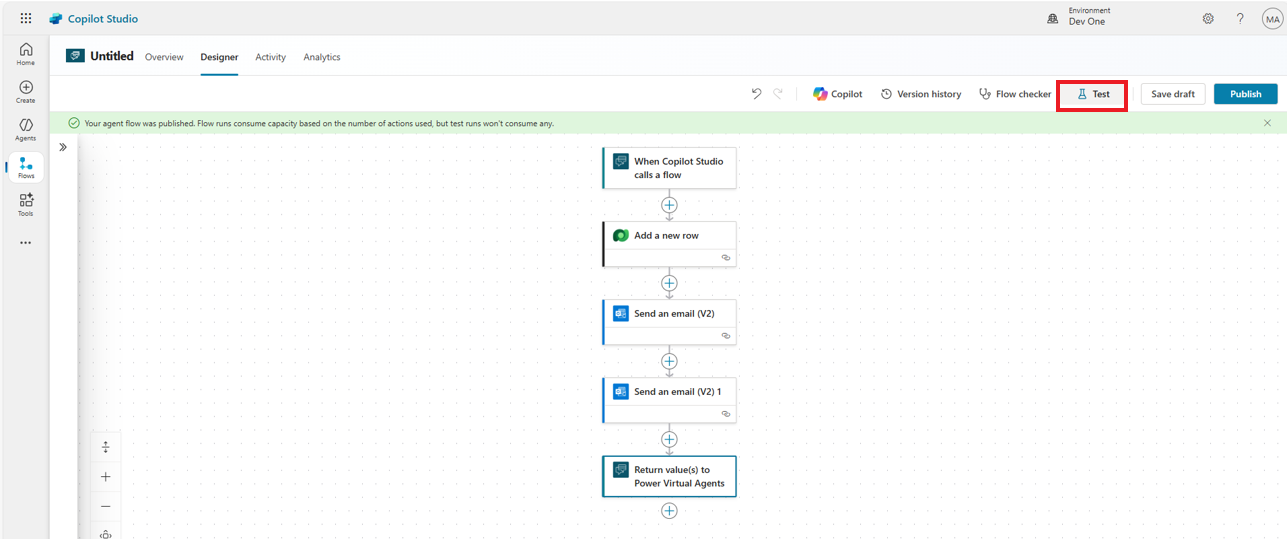 Copilot Studio
Environment
Dev One
MA
Home
Create
Agents
Flows
Tools
Untitled
Overview
Designer
Activity
Analytics
Copilot
Version history
Flow checker
Test
Save draft
Publish
Your agent flow was published. Flow runs consume capacity based on the number of actions used, but test runs won't consume any.
When Copilot Studio
calls a flow
Add a new row
Send an email (V2)
Send an email (V2) 1
Return value(s) to
Power Virtual Agents